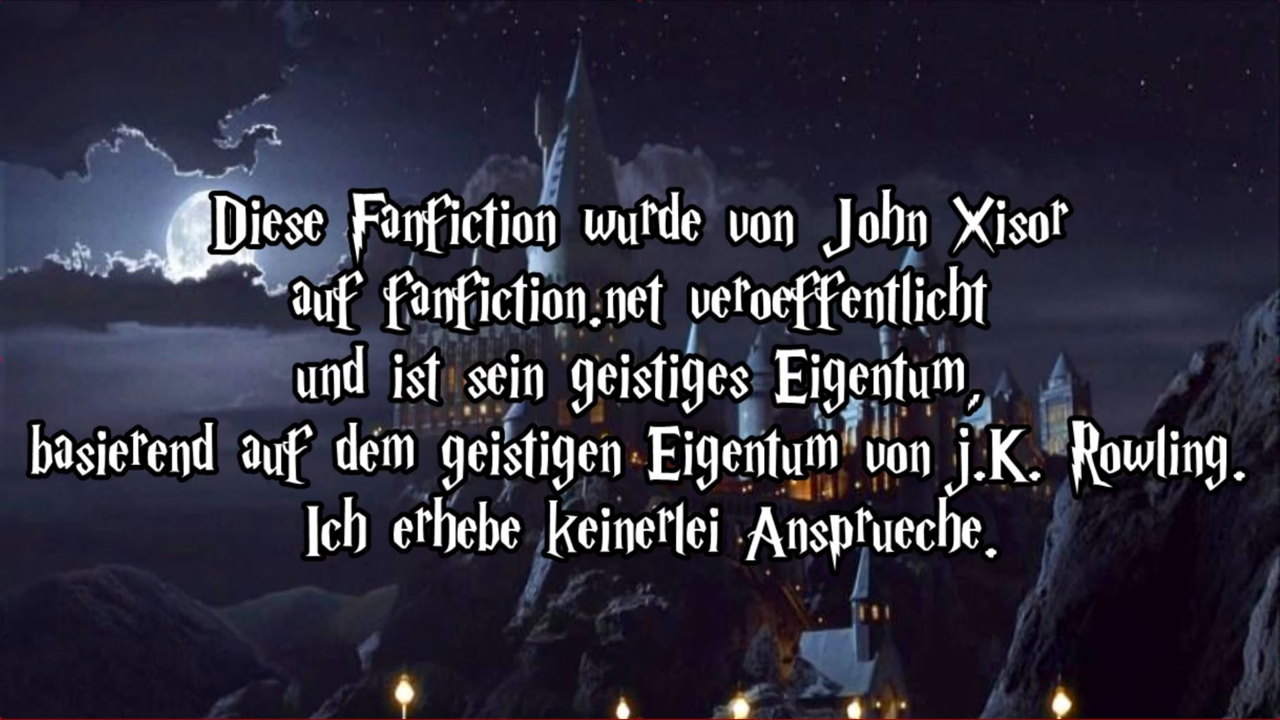 Diese Fanfiction wurde von John Xisor
auf fanfiction.net veroeffentlicht
und ist sein geistiges Eigentum,
basierend auf dem geistigen Eigentum von j.K. Rowling.
Ich erhebe keinerlei Ansprueche.